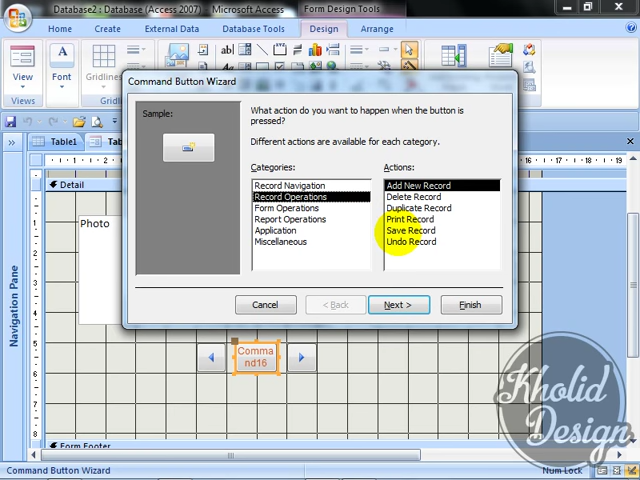 Database2 : Database (Access 2007) - Microsoft Access
Form Design Tools
Home
Create
External Data
Database Tools
Design
Arrange
View
Font
Gridlines
Views
Table1
Detail
Photo
Navigation Pane
Command Button Wizard
Sample:
What action do you want to happen when the button is
pressed?
Different actions are available for each category.
Categories:
Actions:
Record Navigation
Record Operations
Form Operations
Report Operations
Application
Miscellaneous
Add New Record
Delete Record
Duplicate Record
Print Record
Save Record
Undo Record
Cancel
< Back
Next >
Finish
Comma
nd16
Form Footer
Command Button Wizard
Num Lock
Kholid
Design